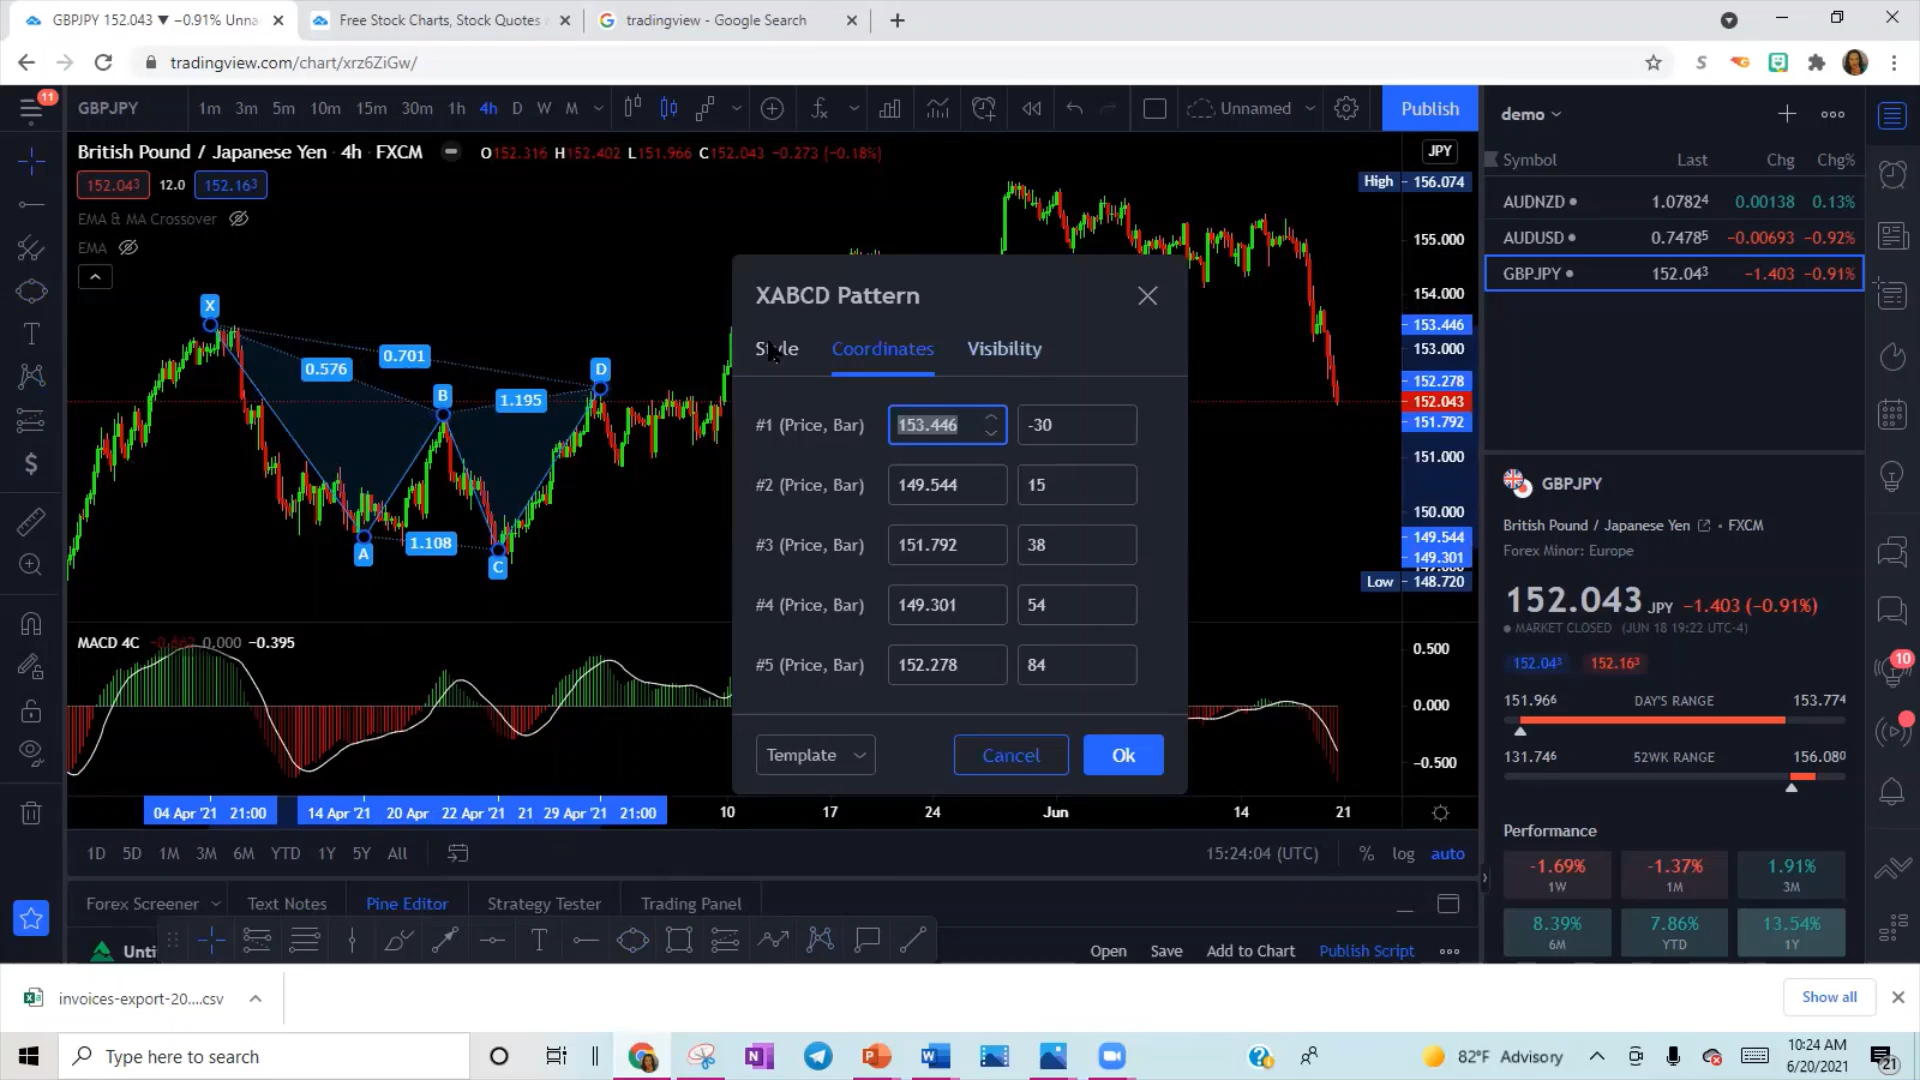 GBPJPY 152.043 ▼ −0.91% Unna
Free Stock Charts, Stock Quotes
tradingview - Google Search
tradingview.com/chart/xrz6ZiGw/
11
GBPJPY
1m 3m 5m 10m 15m 30m 1h 4h D W M
Unnamed
Publish
demo
British Pound / Japanese Yen · 4h · FXCM
O152.316 H152.402 L151.966 C152.043 −0.273 (−0.18%)
JPY
152.043 12.0 152.163
EMA & MA Crossover
EMA
Symbol Last Chg Chg%
AUDNZD 1.07824 0.00138 0.13%
AUDUSD 0.74785 −0.00693 −0.92%
GBPJPY 152.043 −1.403 −0.91%
High 156.074
155.000
154.000
153.446
153.000
152.278
152.043
151.792
151.000
150.000
149.544
149.301
Low 148.720
X
0.701
0.576
B
D
1.195
A
1.108
C
XABCD Pattern
Style Coordinates Visibility
#1 (Price, Bar) 153.446 -30
#2 (Price, Bar) 149.544 15
#3 (Price, Bar) 151.792 38
#4 (Price, Bar) 149.301 54
#5 (Price, Bar) 152.278 84
Template Cancel Ok
GBPJPY
British Pound / Japanese Yen • FXCM
Forex Minor: Europe
152.043 JPY −1.403 (−0.91%)
MARKET CLOSED (JUN 18 19:22 UTC-4)
152.043 152.163
151.966 DAY'S RANGE 153.774
131.746 52WK RANGE 156.080
Performance
-1.69% -1.37% 1.91%
1W 1M 3M
8.39% 7.86% 13.54%
6M YTD 1Y
10
MACD 4C 0.000 −0.395
0.500
0.000
−0.500
04 Apr '21 21:00 14 Apr '21 20 Apr 22 Apr '21 21 29 Apr '21 21:00 10 17 24 Jun 14 21
1D 5D 1M 3M 6M YTD 1Y 5Y All
15:24:04 (UTC) % log auto
Forex Screener Text Notes Pine Editor Strategy Tester Trading Panel
Unti
Open Save Add to Chart Publish Script
invoices-export-20....csv
Show all
Type here to search
82°F Advisory
10:24 AM
6/20/2021
21